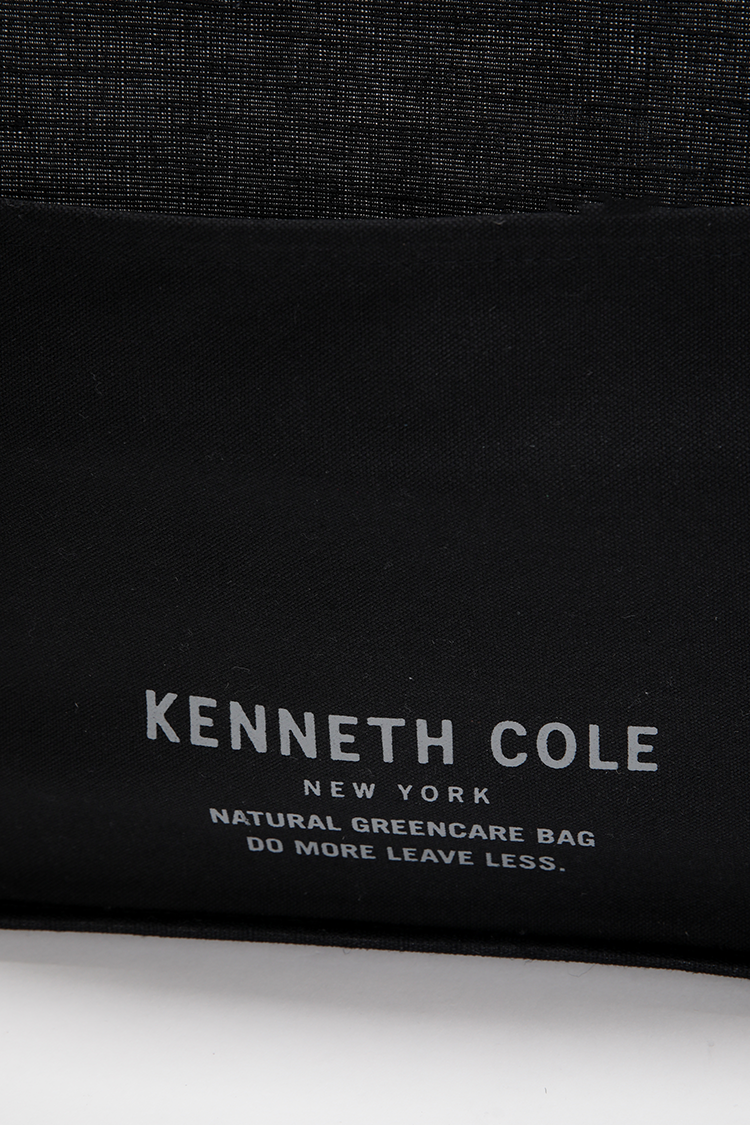 KENNETH COLE
NEW YORK
NATURAL GREENCARE BAG
DO MORE LEAVE LESS.